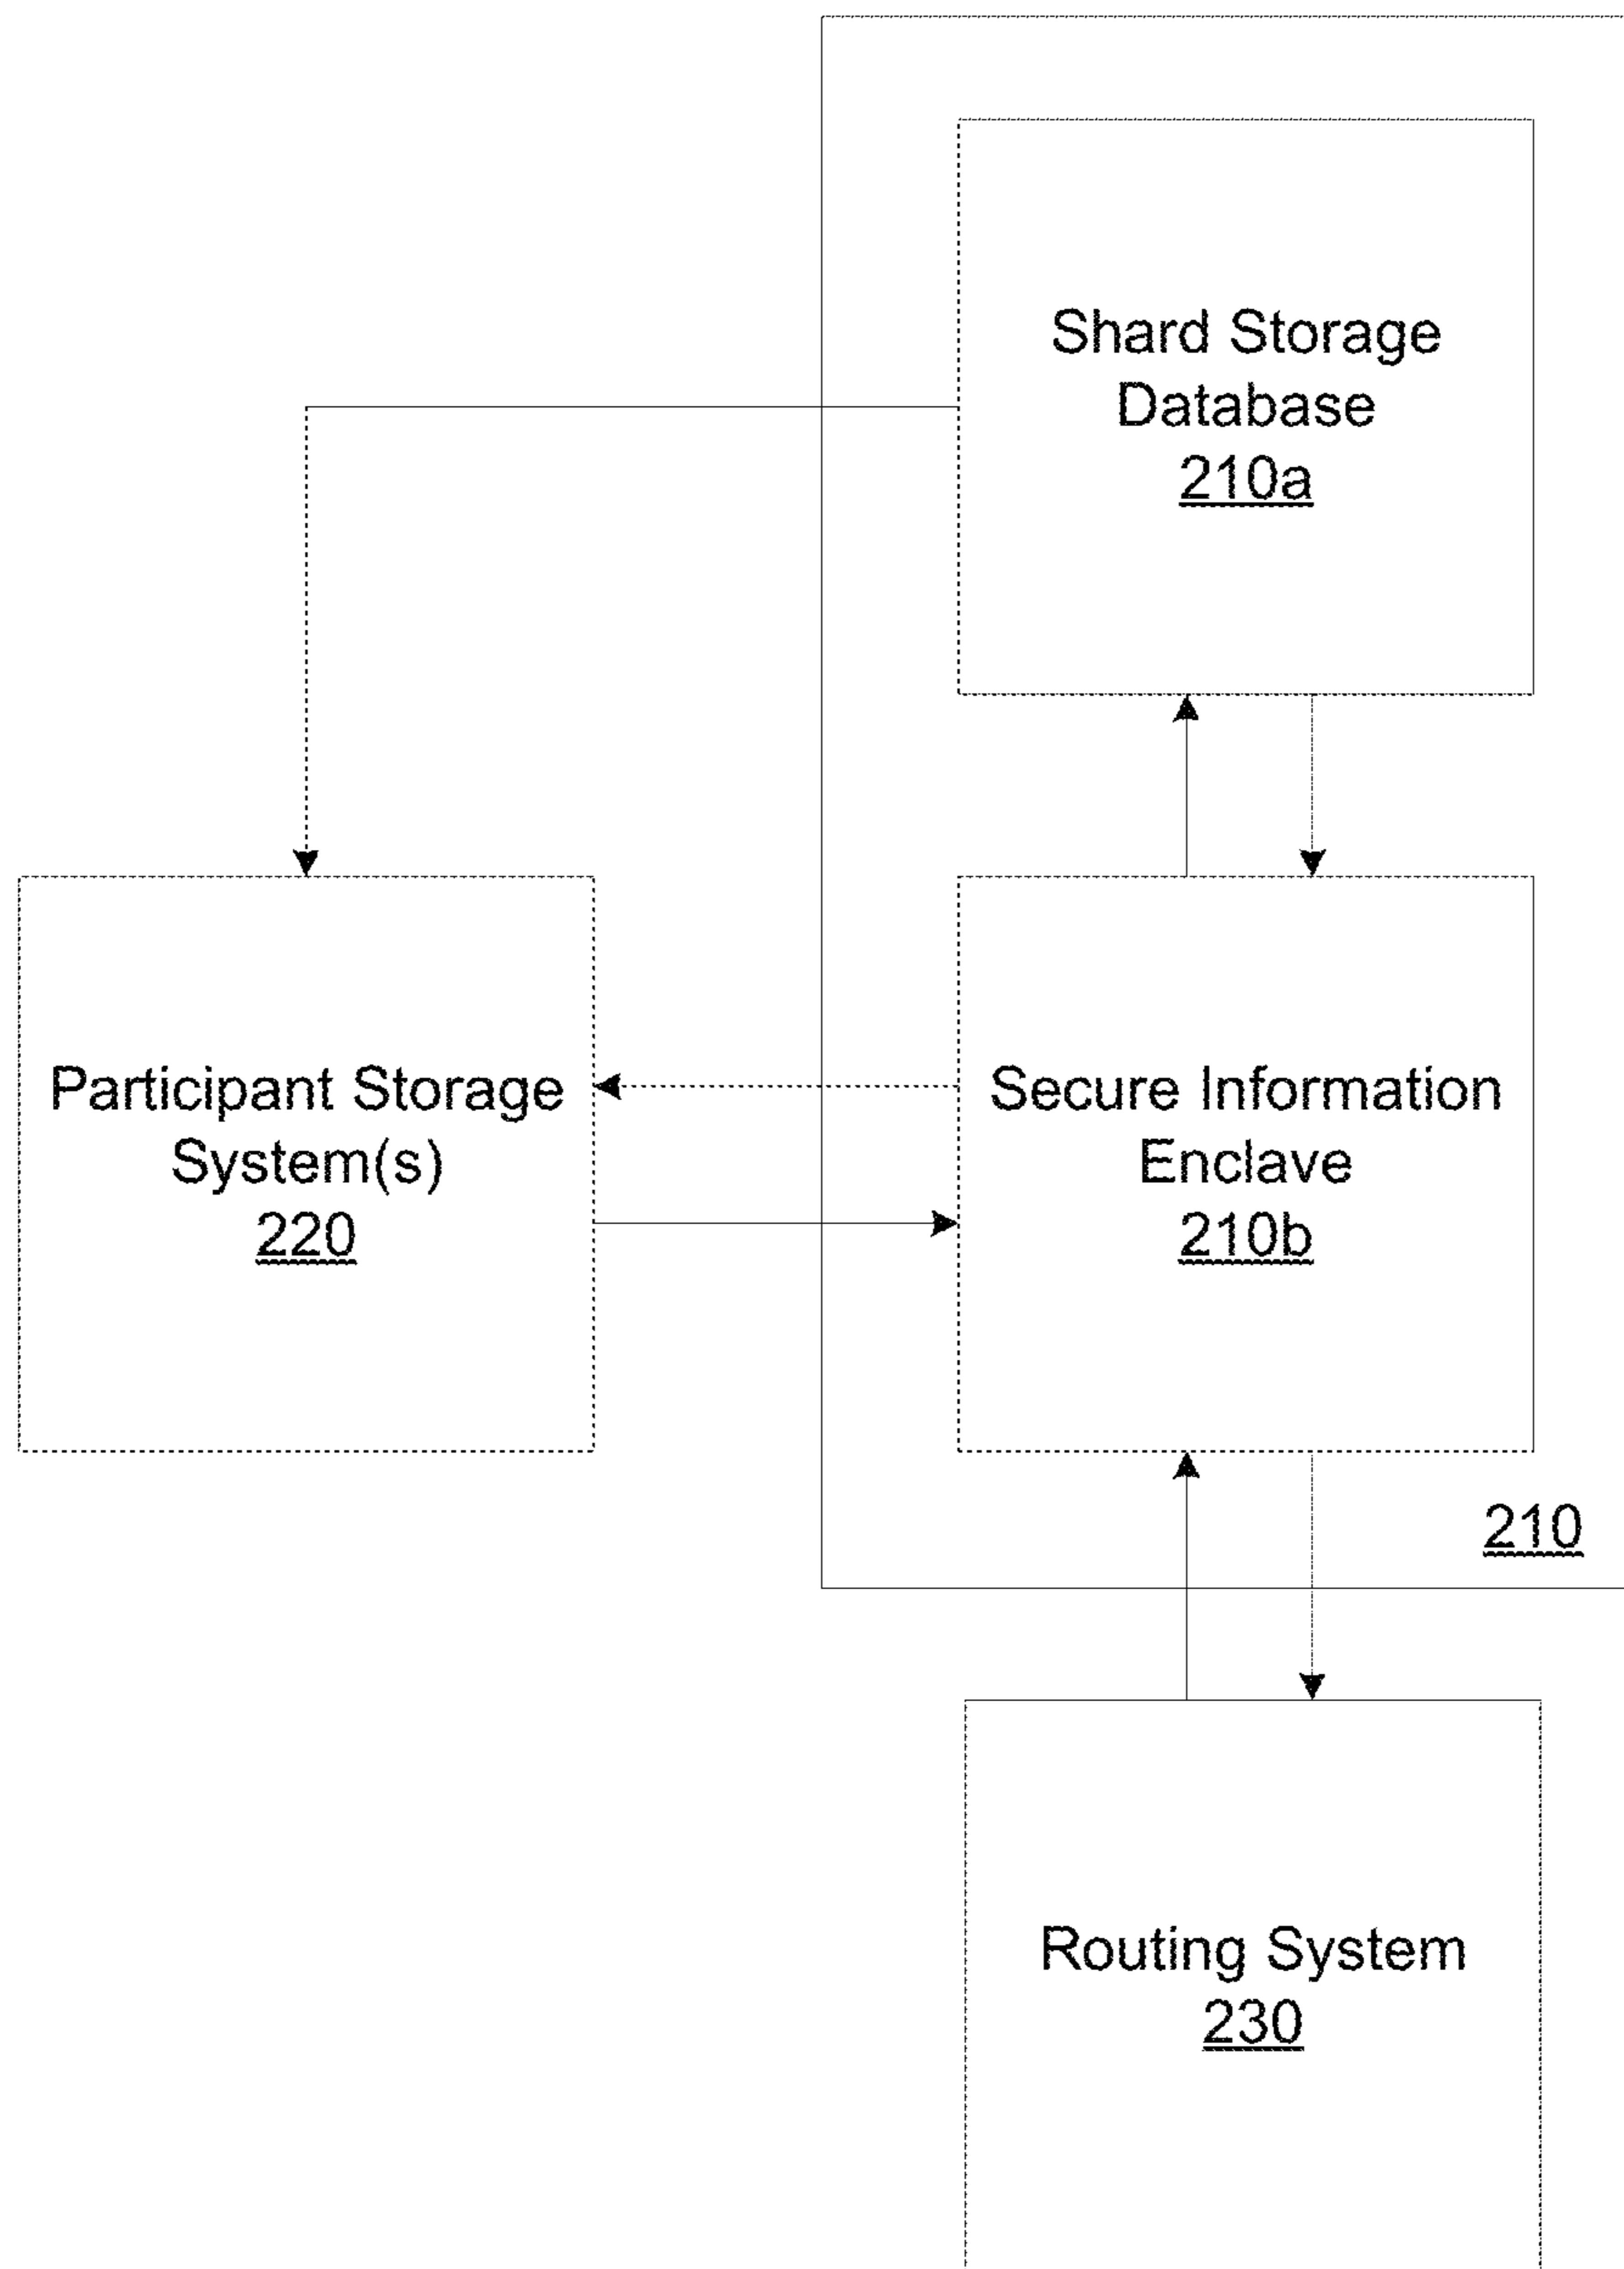 Shard Storage
Database
210a
Participant Storage
System(s)
220
Secure Information
Enclave
210b
210
Routing System
230